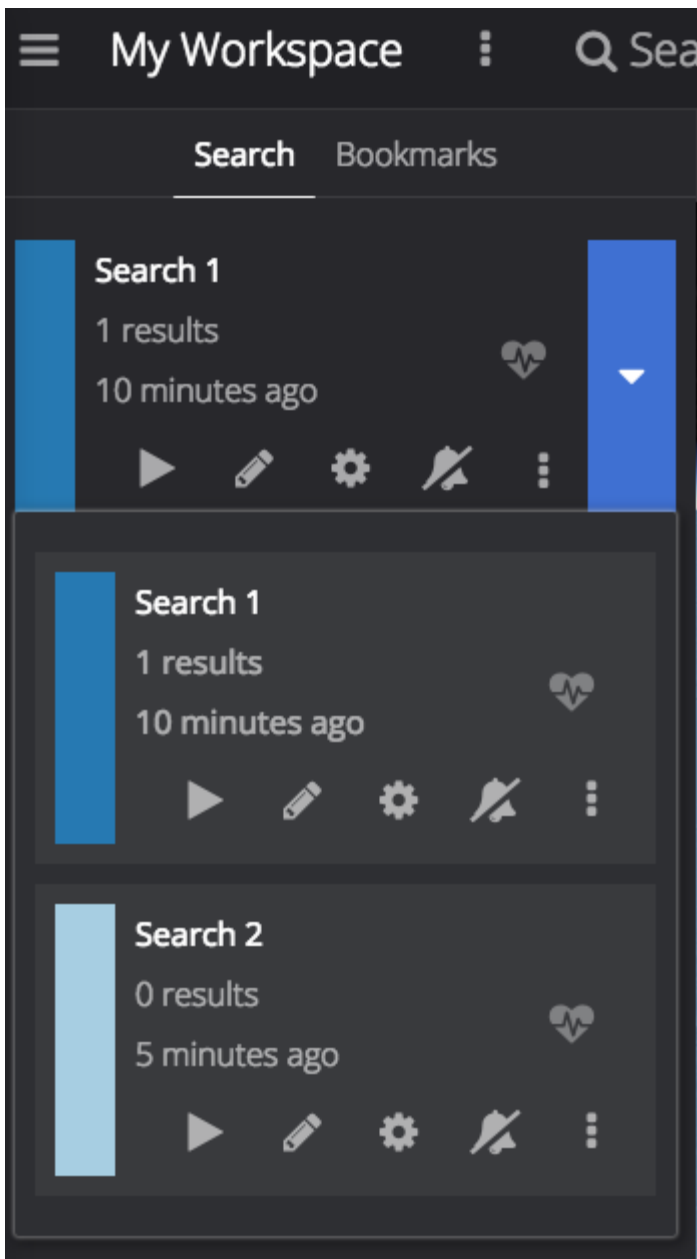 My Workspace
Sea
Search Bookmarks
Search 1
1 results
10 minutes ago
Search 1
1 results
10 minutes ago
Search 2
0 results
5 minutes ago